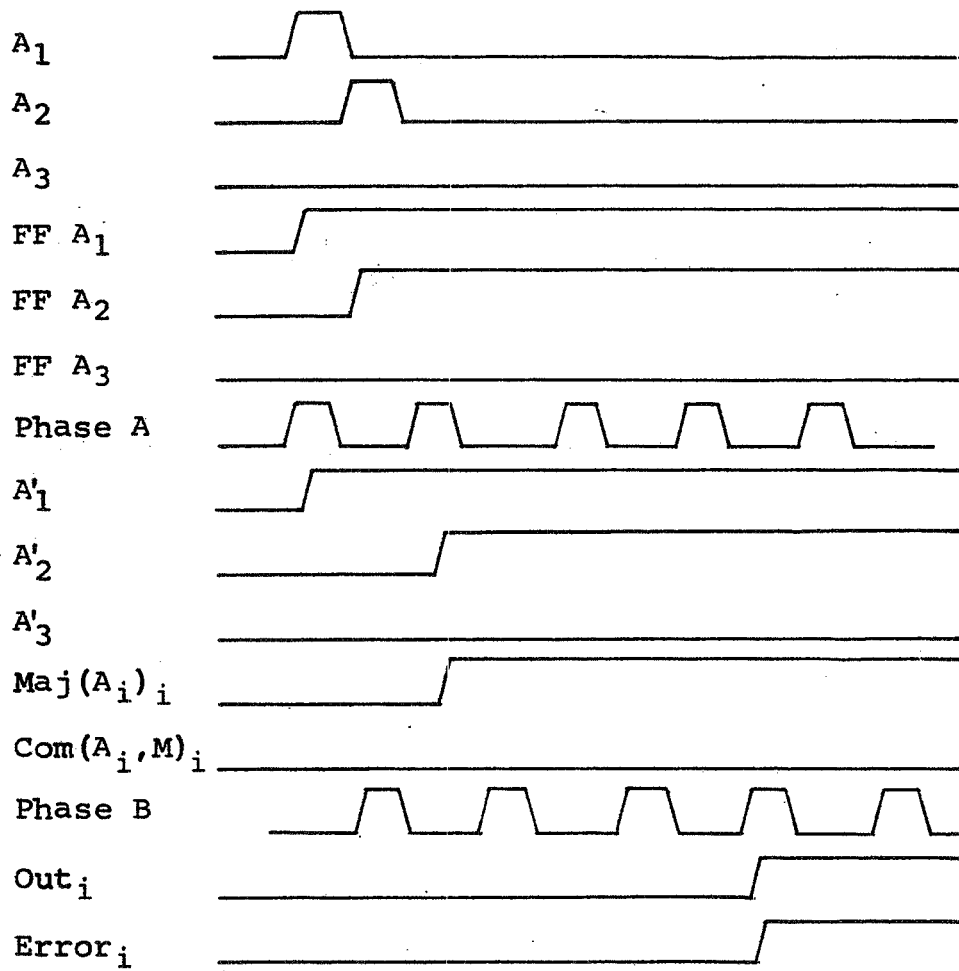 A₁
A₂
A₃
FF A₁
FF A₂
FF A₃
Phase A
A'₁
A'₂
A'₃
Maj(Aᵢ)ᵢ
Com(Aᵢ,M)ᵢ
Phase B
Outᵢ
Errorᵢ